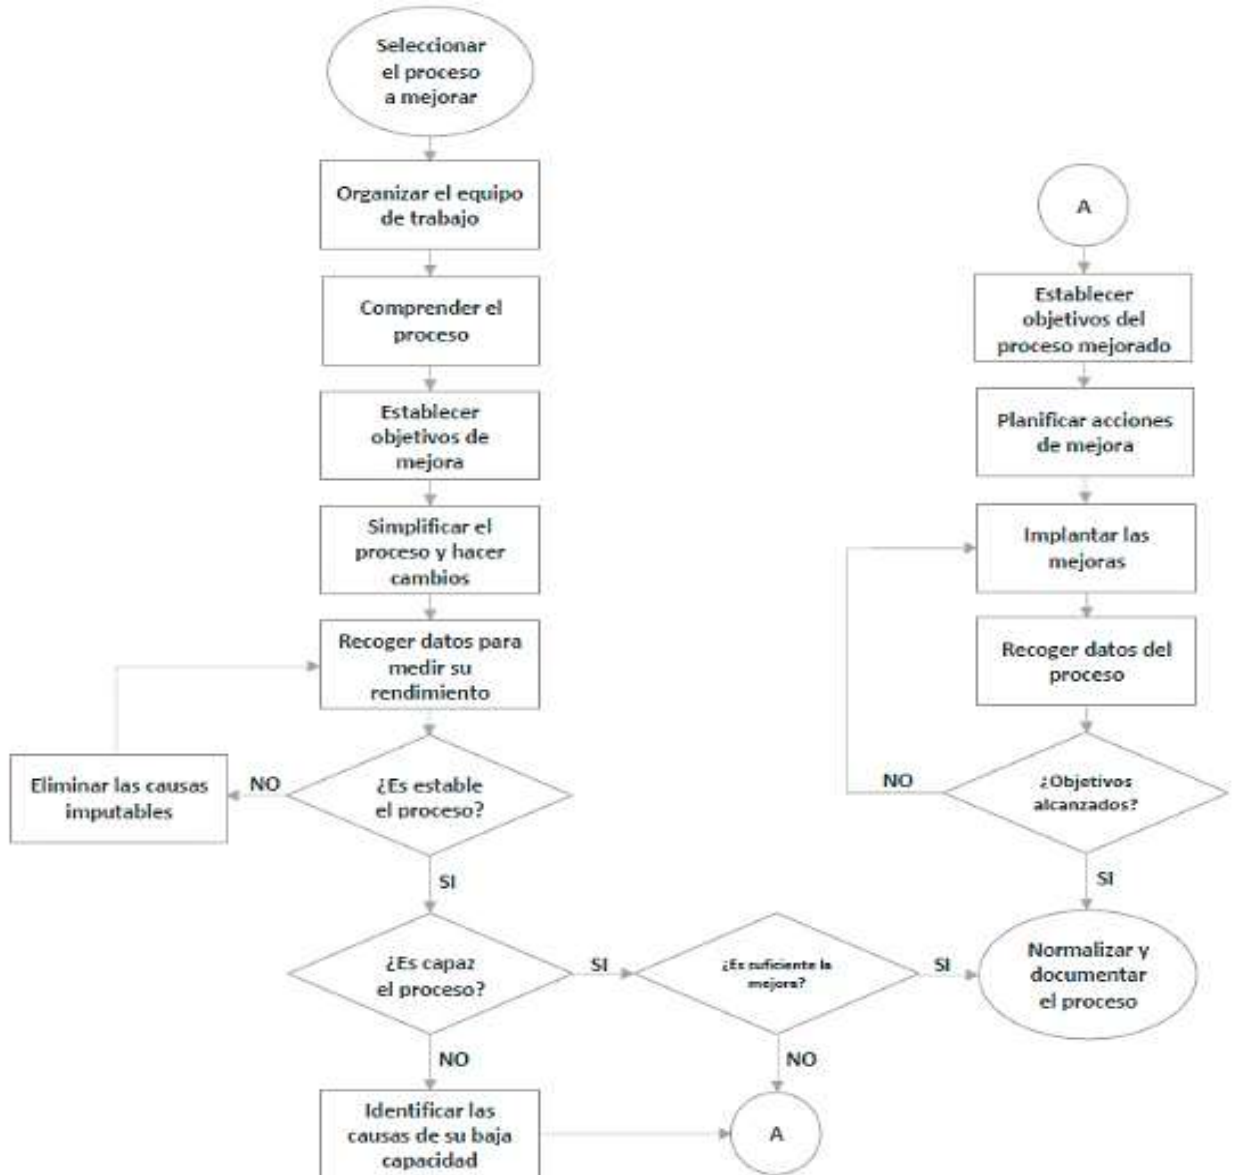 Seleccionar
el proceso
a mejorar
Organizar el equipo
de trabajo
Comprender el
proceso
Establecer
objetivos de
mejora
Simplificar el
proceso y hacer
cambios
Recoger datos para
medir su
rendimiento
Eliminar las causas
imputables
NO
¿Es estable
el proceso?
SI
¿Es capaz
el proceso?
SI
¿Es suficiente la
mejora?
SI
NO
Identificar las
causas de su baja
capacidad
NO
A
A
Establecer
objetivos del
proceso mejorado
Planificar acciones
de mejora
Implantar las
mejoras
Recoger datos del
proceso
NO
¿Objetivos
alcanzados?
SI
Normalizar y
documentar
el proceso